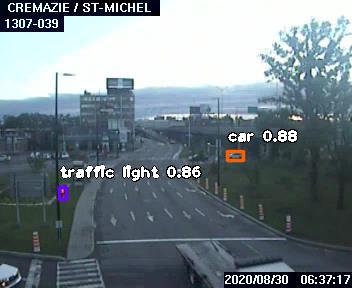 CREMAZIE / ST-MICHEL
1307-039
car 0.88
traffic light 0.86
2020/08/30 06:37:17